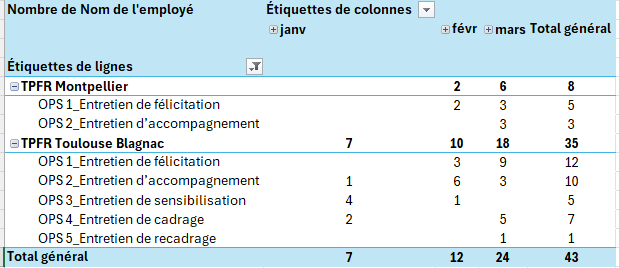 Nombre de Nom de l'employé Étiquettes de colonnes
janv févr mars Total général
Étiquettes de lignes
TPFR Montpellier 2 6 8
OPS 1_Entretien de félicitation 2 3 5
OPS 2_Entretien d’accompagnement 3 3
TPFR Toulouse Blagnac 7 10 18 35
OPS 1_Entretien de félicitation 3 9 12
OPS 2_Entretien d’accompagnement 1 6 3 10
OPS 3_Entretien de sensibilisation 4 1 5
OPS 4_Entretien de cadrage 2 5 7
OPS 5_Entretien de recadrage 1 1
Total général 7 12 24 43